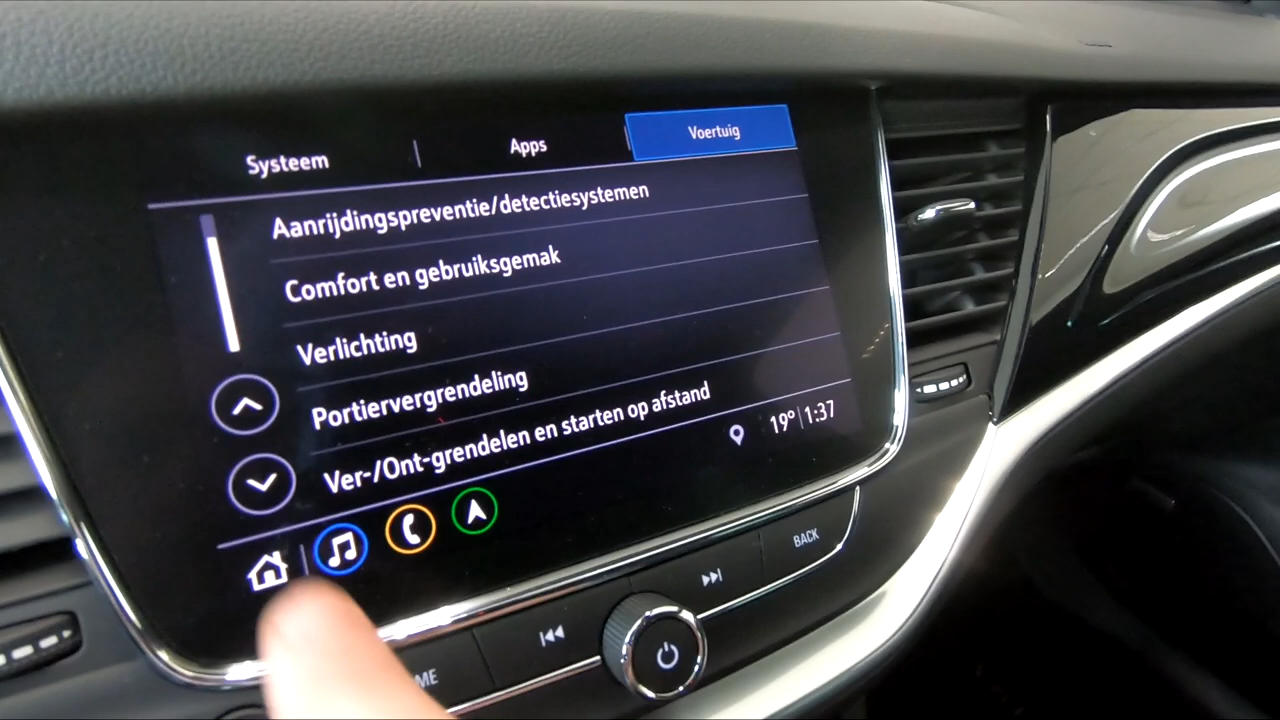 Systeem
Apps
Voertuig
Aanrijdingspreventie/detectiesystemen
Comfort en gebruiksgemak
Verlichting
Portiervergrendeling
Ver-/Ont-grendelen en starten op afstand
19° 1:37
BACK